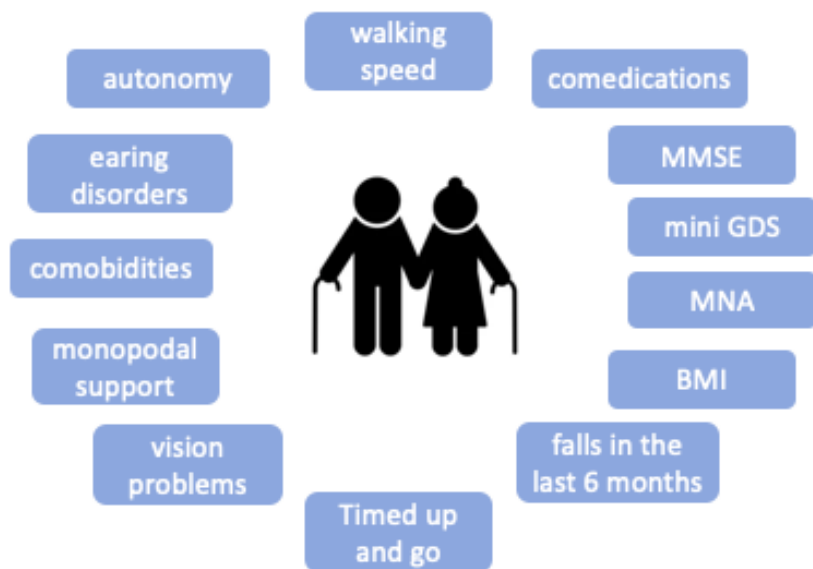 walking
speed
autonomy
comedications
earing
disorders
MMSE
mini GDS
comobidities
MNA
monopodal
support
BMI
vision
problems
falls in the
last 6 months
Timed up
and go